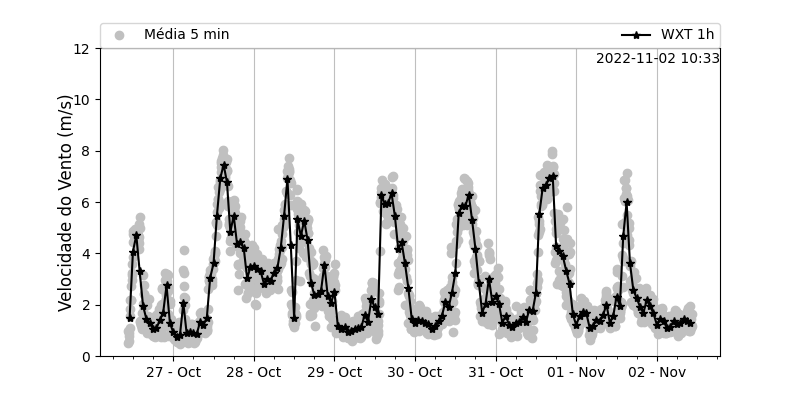 Média 5 min
WXT 1h
2022-11-02 10:33
Velocidade do Vento (m/s)
12
10
8
6
4
2
0
27 - Oct
28 - Oct
29 - Oct
30 - Oct
31 - Oct
01 - Nov
02 - Nov